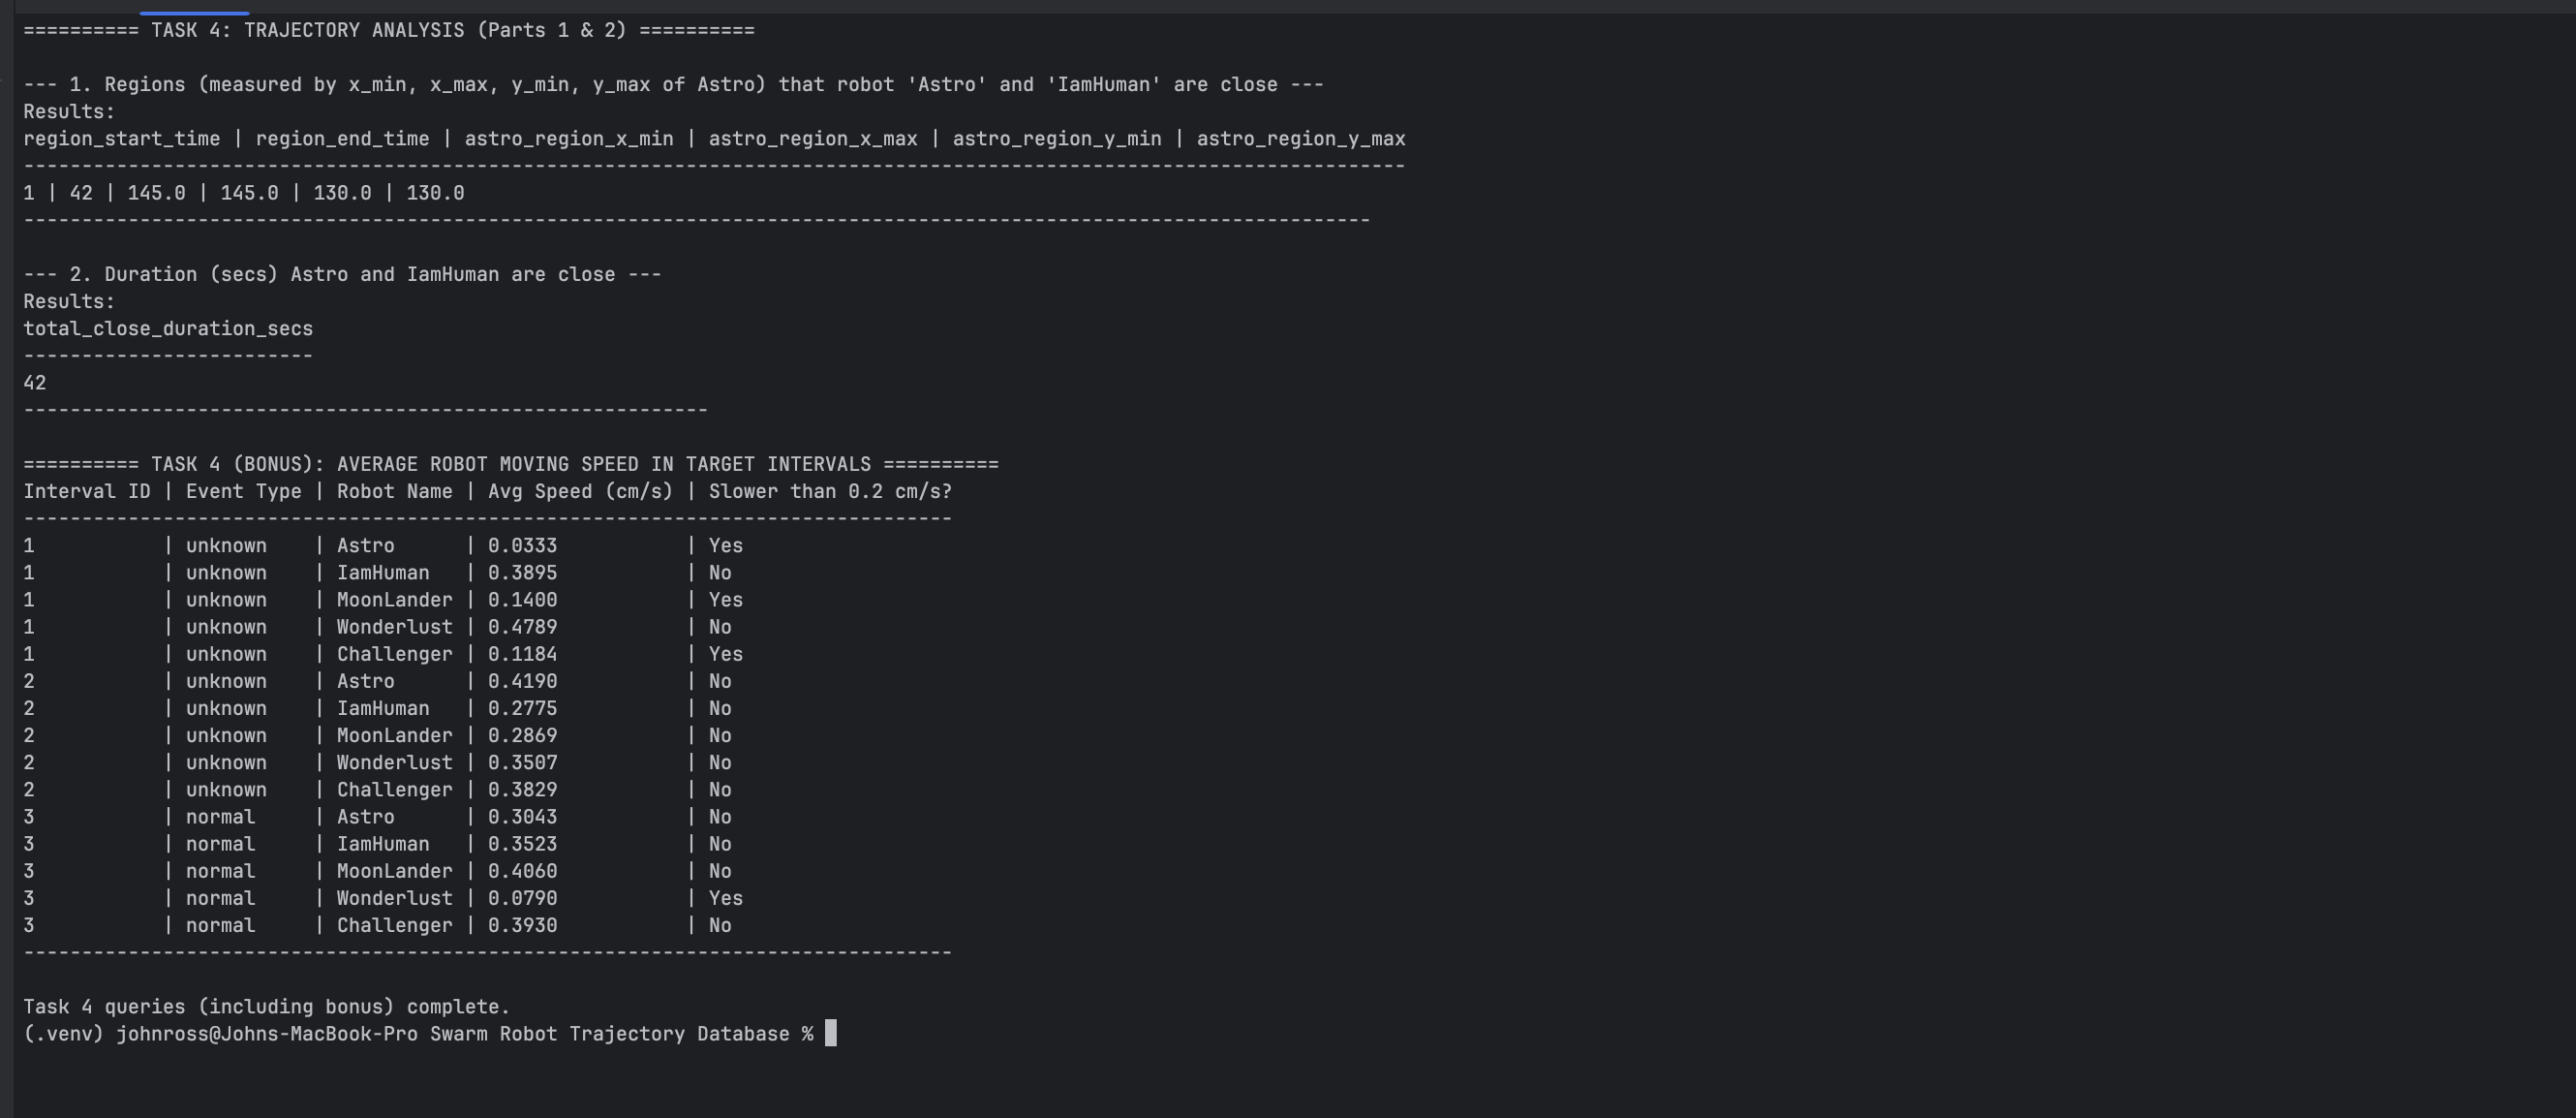 ========== TASK 4: TRAJECTORY ANALYSIS (Parts 1 & 2) ==========
--- 1. Regions (measured by x_min, x_max, y_min, y_max of Astro) that robot 'Astro' and 'IamHuman' are close ---
Results:
region_start_time | region_end_time | astro_region_x_min | astro_region_x_max | astro_region_y_min | astro_region_y_max
-----------------------------------------------------------------------------------------------------------------------
1 | 42 | 145.0 | 145.0 | 130.0 | 130.0
--------------------------------------------------------------------------------------------------------------------
--- 2. Duration (secs) Astro and IamHuman are close ---
Results:
total_close_duration_secs
-------------------------
42
-----------------------------------------------------------
========== TASK 4 (BONUS): AVERAGE ROBOT MOVING SPEED IN TARGET INTERVALS ==========
Interval ID | Event Type | Robot Name | Avg Speed (cm/s) | Slower than 0.2 cm/s?
--------------------------------------------------------------------------------
1           | unknown    | Astro      | 0.0333           | Yes
1           | unknown    | IamHuman   | 0.3895           | No
1           | unknown    | MoonLander | 0.1400           | Yes
1           | unknown    | Wonderlust | 0.4789           | No
1           | unknown    | Challenger | 0.1184           | Yes
2           | unknown    | Astro      | 0.4190           | No
2           | unknown    | IamHuman   | 0.2775           | No
2           | unknown    | MoonLander | 0.2869           | No
2           | unknown    | Wonderlust | 0.3507           | No
2           | unknown    | Challenger | 0.3829           | No
3           | normal     | Astro      | 0.3043           | No
3           | normal     | IamHuman   | 0.3523           | No
3           | normal     | MoonLander | 0.4060           | No
3           | normal     | Wonderlust | 0.0790           | Yes
3           | normal     | Challenger | 0.3930           | No
--------------------------------------------------------------------------------
Task 4 queries (including bonus) complete.
(.venv) johnross@Johns-MacBook-Pro Swarm Robot Trajectory Database %